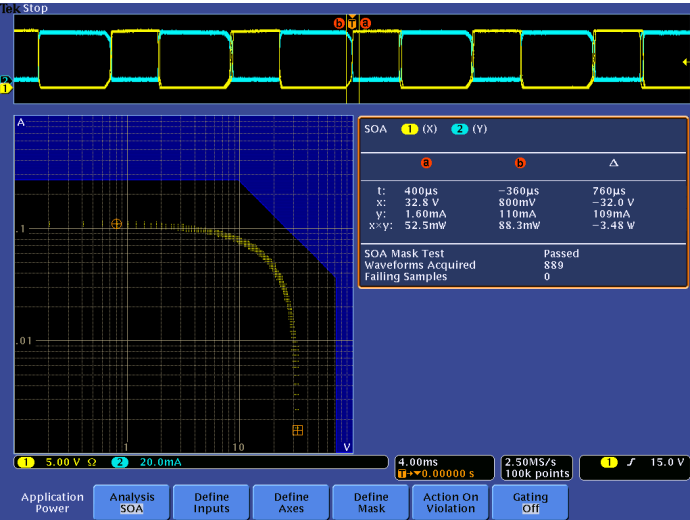 Tek Stop
b T a
2
1
A
.1
.01
1 10 V
SOA 1 (X) 2 (Y)
a b Δ
t: 400µs −360µs 760µs
x: 32.8 V 800mV −32.0 V
y: 1.60mA 110mA 109mA
x×y: 52.5mW 88.3mW −3.48 W
SOA Mask Test Passed
Waveforms Acquired 889
Failing Samples 0
1 5.00 V Ω 2 20.0mA
4.00ms
T→▼0.00000 s
2.50MS/s
100k points
1 ʃ 15.0 V
Application
Power
Analysis
SOA
Define
Inputs
Define
Axes
Define
Mask
Action On
Violation
Gating
Off